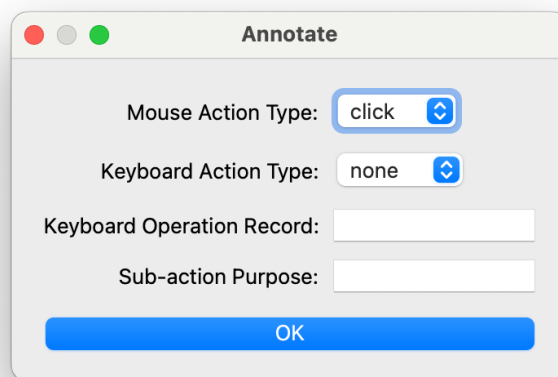 Annotate
Mouse Action Type: click
Keyboard Action Type: none
Keyboard Operation Record:
Sub-action Purpose:
OK